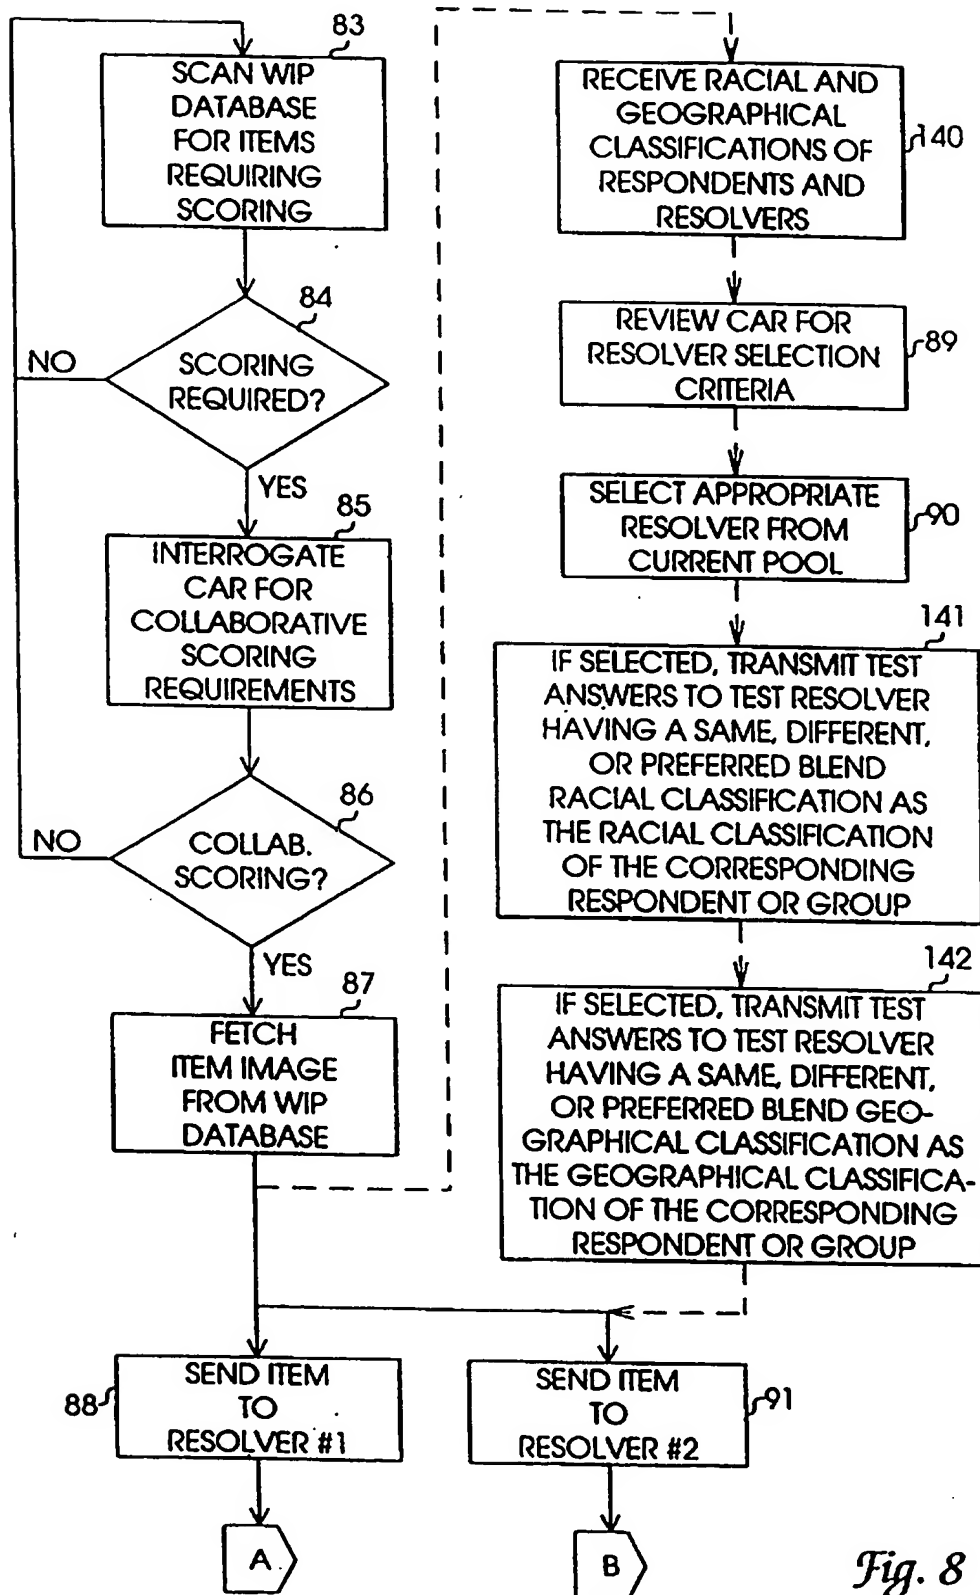 83
SCAN WIP
DATABASE
FOR ITEMS
REQUIRING
SCORING
84
NO
SCORING
REQUIRED?
YES
85
INTERROGATE
CAR FOR
COLLABORATIVE
SCORING
REQUIREMENTS
86
NO
COLLAB.
SCORING?
YES
87
FETCH
ITEM IMAGE
FROM WIP
DATABASE
RECEIVE RACIAL AND
GEOGRAPHICAL
CLASSIFICATIONS OF
RESPONDENTS AND
RESOLVERS
140
REVIEW CAR FOR
RESOLVER SELECTION
CRITERIA
89
SELECT APPROPRIATE
RESOLVER FROM
CURRENT POOL
90
141
IF SELECTED, TRANSMIT TEST
ANSWERS TO TEST RESOLVER
HAVING A SAME, DIFFERENT,
OR PREFERRED BLEND
RACIAL CLASSIFICATION AS
THE RACIAL CLASSIFICATION
OF THE CORRESPONDING
RESPONDENT OR GROUP
142
IF SELECTED, TRANSMIT TEST
ANSWERS TO TEST RESOLVER
HAVING A SAME, DIFFERENT,
OR PREFERRED BLEND GEO-
GRAPHICAL CLASSIFICATION AS
THE GEOGRAPHICAL CLASSIFICA-
TION OF THE CORRESPONDING
RESPONDENT OR GROUP
88
SEND ITEM
TO
RESOLVER #1
SEND ITEM
TO
RESOLVER #2
91
A
B
Fig. 8